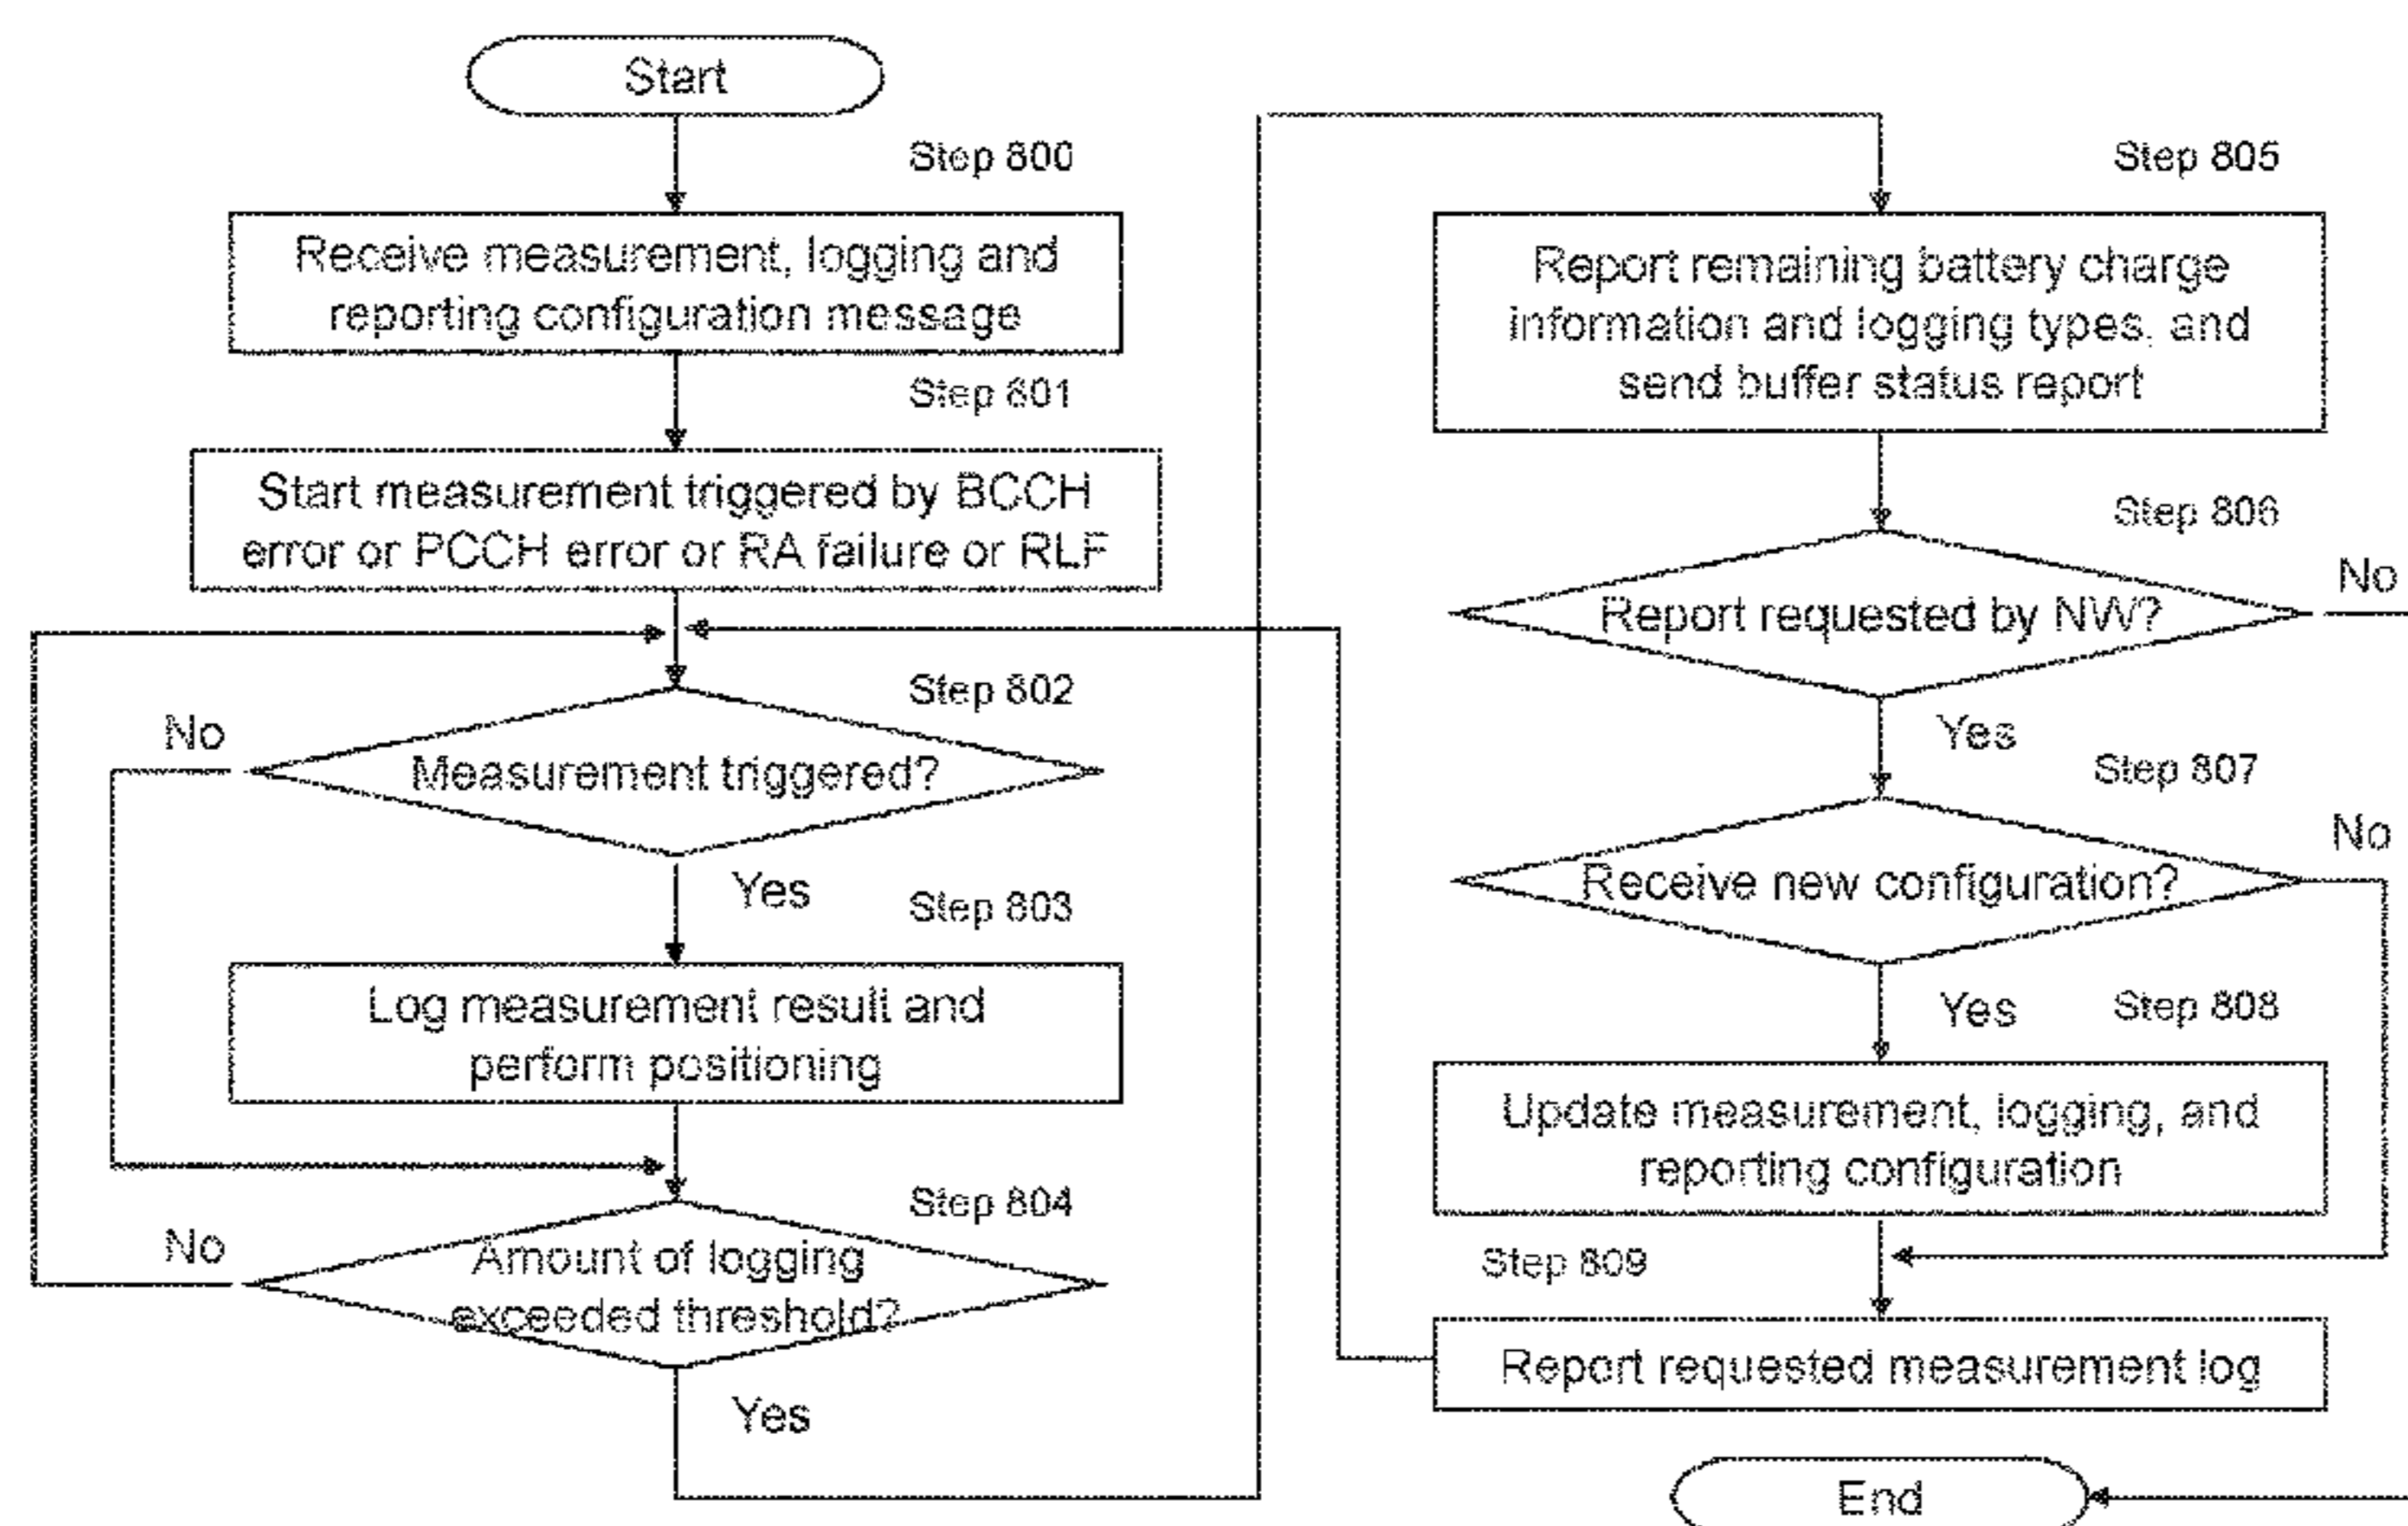 Start
Step 800
Receive measurement, logging and
reporting configuration message
Step 801
Start measurement triggered by BCCH
error or PCCH error or RA failure or RLF
Step 802
No
Measurement triggered?
Yes
Step 803
Log measurement result and
perform positioning
Step 804
No
Amount of logging
exceeded threshold?
Yes
Step 805
Report remaining battery charge
information and logging types, and
send buffer status report
Step 806
No
Report requested by NW?
Yes
Step 807
No
Receive new configuration?
Yes
Step 808
Update measurement, logging, and
reporting configuration
Step 809
Report requested measurement log
End